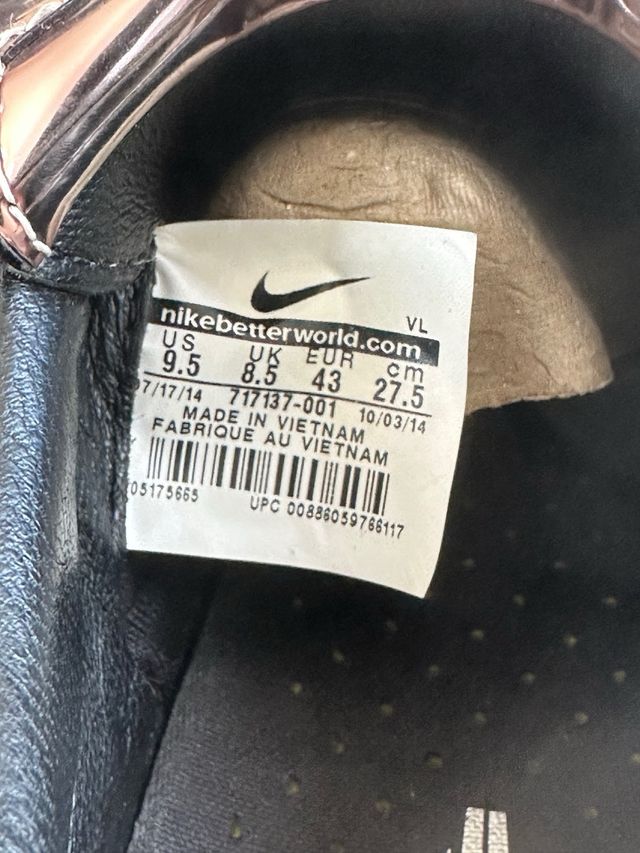 VL
nikebetterworld.com
US UK EUR cm
9.5 8.5 43 27.5
07/17/14 717137-001 10/03/14
MADE IN VIETNAM
FABRIQUE AU VIETNAM
UPC 00886059766117